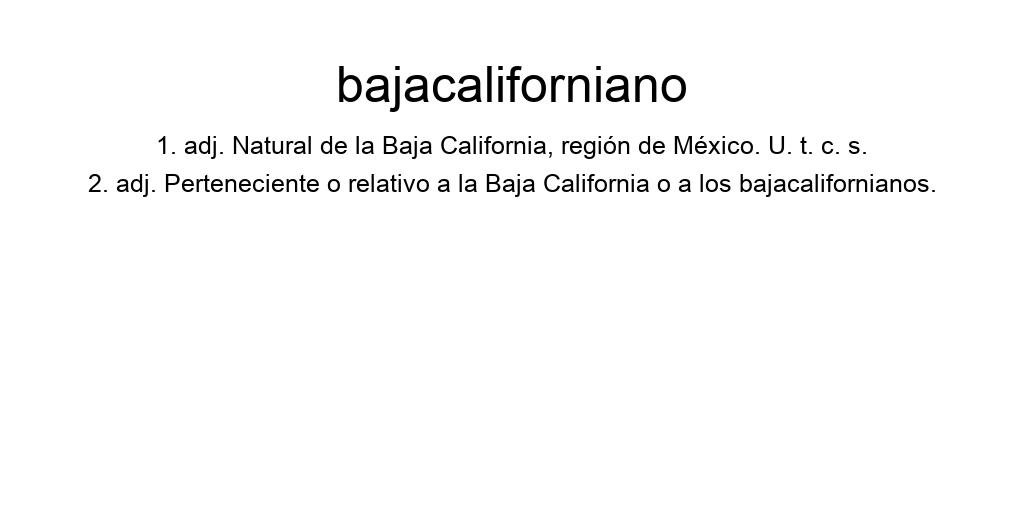 bajacaliforniano
1. adj. Natural de la Baja California, región de México. U. t. c. s.
2. adj. Perteneciente o relativo a la Baja California o a los bajacalifornianos.